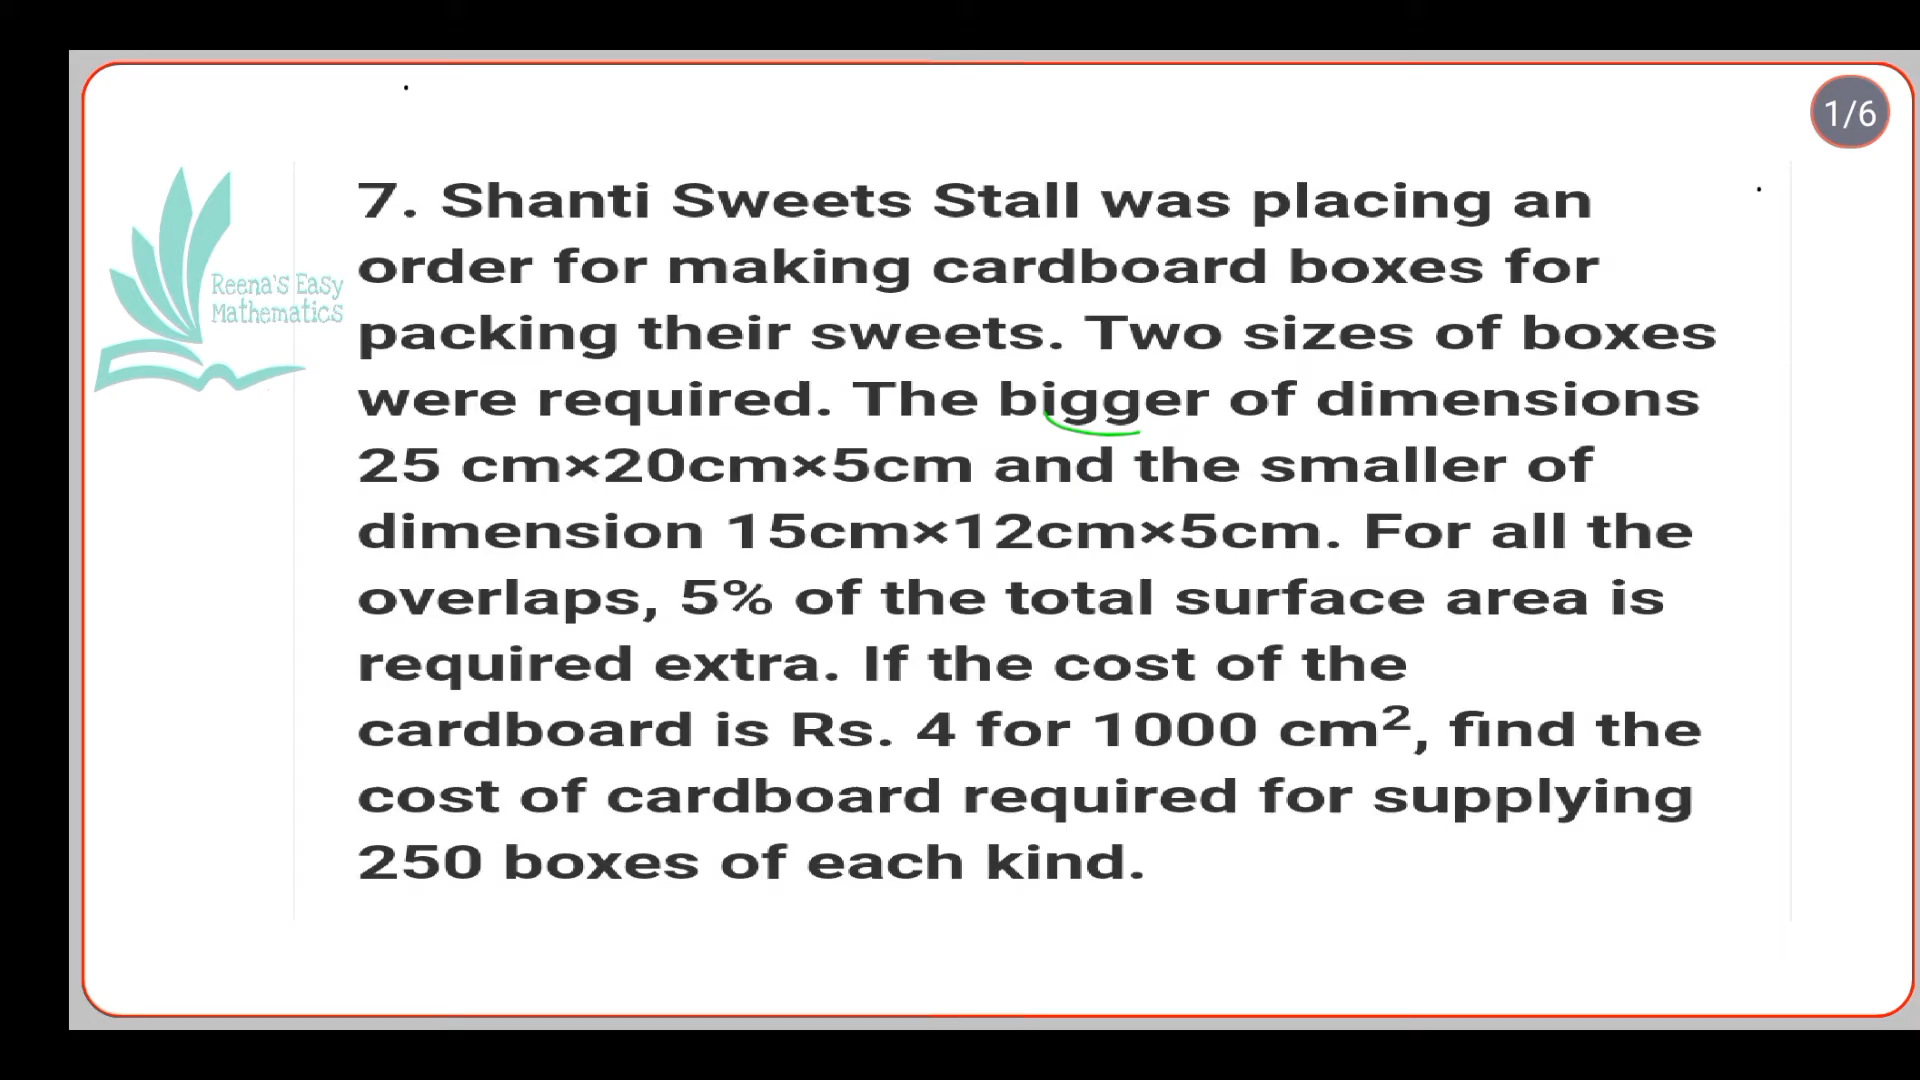 1/6
Reena's Easy
Mathematics
7. Shanti Sweets Stall was placing an
order for making cardboard boxes for
packing their sweets. Two sizes of boxes
were required. The bigger of dimensions
25 cm×20cm×5cm and the smaller of
dimension 15cm×12cm×5cm. For all the
overlaps, 5% of the total surface area is
required extra. If the cost of the
cardboard is Rs. 4 for 1000 cm², find the
cost of cardboard required for supplying
250 boxes of each kind.